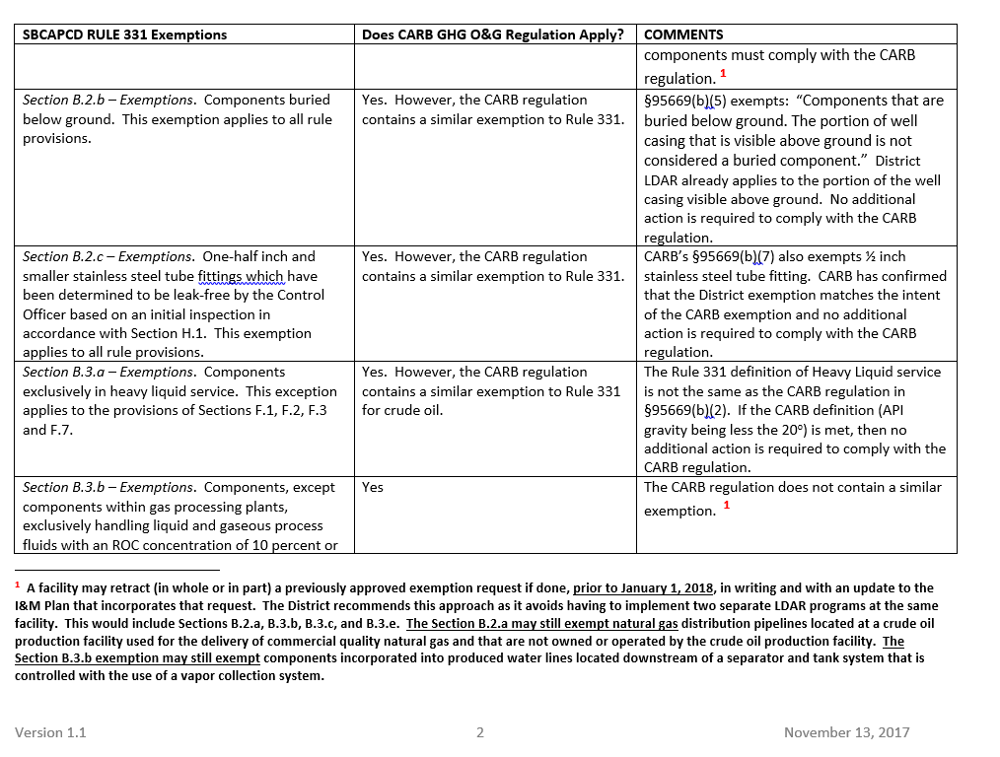 SBCAPCD RULE 331 Exemptions
Does CARB GHG O&G Regulation Apply?
COMMENTS
components must comply with the CARB
regulation. 1
Section B.2.b – Exemptions.  Components buried
below ground.  This exemption applies to all rule
provisions.
Yes.  However, the CARB regulation
contains a similar exemption to Rule 331.
§95669(b)(5) exempts:  “Components that are
buried below ground. The portion of well
casing that is visible above ground is not
considered a buried component.”  District
LDAR already applies to the portion of the well
casing visible above ground.  No additional
action is required to comply with the CARB
regulation.
Section B.2.c – Exemptions.  One-half inch and
smaller stainless steel tube fittings which have
been determined to be leak-free by the Control
Officer based on an initial inspection in
accordance with Section H.1.  This exemption
applies to all rule provisions.
Yes.  However, the CARB regulation
contains a similar exemption to Rule 331.
CARB’s §95669(b)(7) also exempts ½ inch
stainless steel tube fitting.  CARB has confirmed
that the District exemption matches the intent
of the CARB exemption and no additional
action is required to comply with the CARB
regulation.
Section B.3.a – Exemptions.  Components
exclusively in heavy liquid service.  This exception
applies to the provisions of Sections F.1, F.2, F.3
and F.7.
Yes.  However, the CARB regulation
contains a similar exemption to Rule 331
for crude oil.
The Rule 331 definition of Heavy Liquid service
is not the same as the CARB regulation in
§95669(b)(2).  If the CARB definition (API
gravity being less the 20º) is met, then no
additional action is required to comply with the
CARB regulation.
Section B.3.b – Exemptions.  Components, except
components within gas processing plants,
exclusively handling liquid and gaseous process
fluids with an ROC concentration of 10 percent or
Yes
The CARB regulation does not contain a similar
exemption.  1
1  A facility may retract (in whole or in part) a previously approved exemption request if done, prior to January 1, 2018, in writing and with an update to the
I&M Plan that incorporates that request.  The District recommends this approach as it avoids having to implement two separate LDAR programs at the same
facility.  This would include Sections B.2.a, B.3.b, B.3.c, and B.3.e.  The Section B.2.a may still exempt natural gas distribution pipelines located at a crude oil
production facility used for the delivery of commercial quality natural gas and that are not owned or operated by the crude oil production facility.  The
Section B.3.b exemption may still exempt components incorporated into produced water lines located downstream of a separator and tank system that is
controlled with the use of a vapor collection system.
Version 1.1
2
November 13, 2017